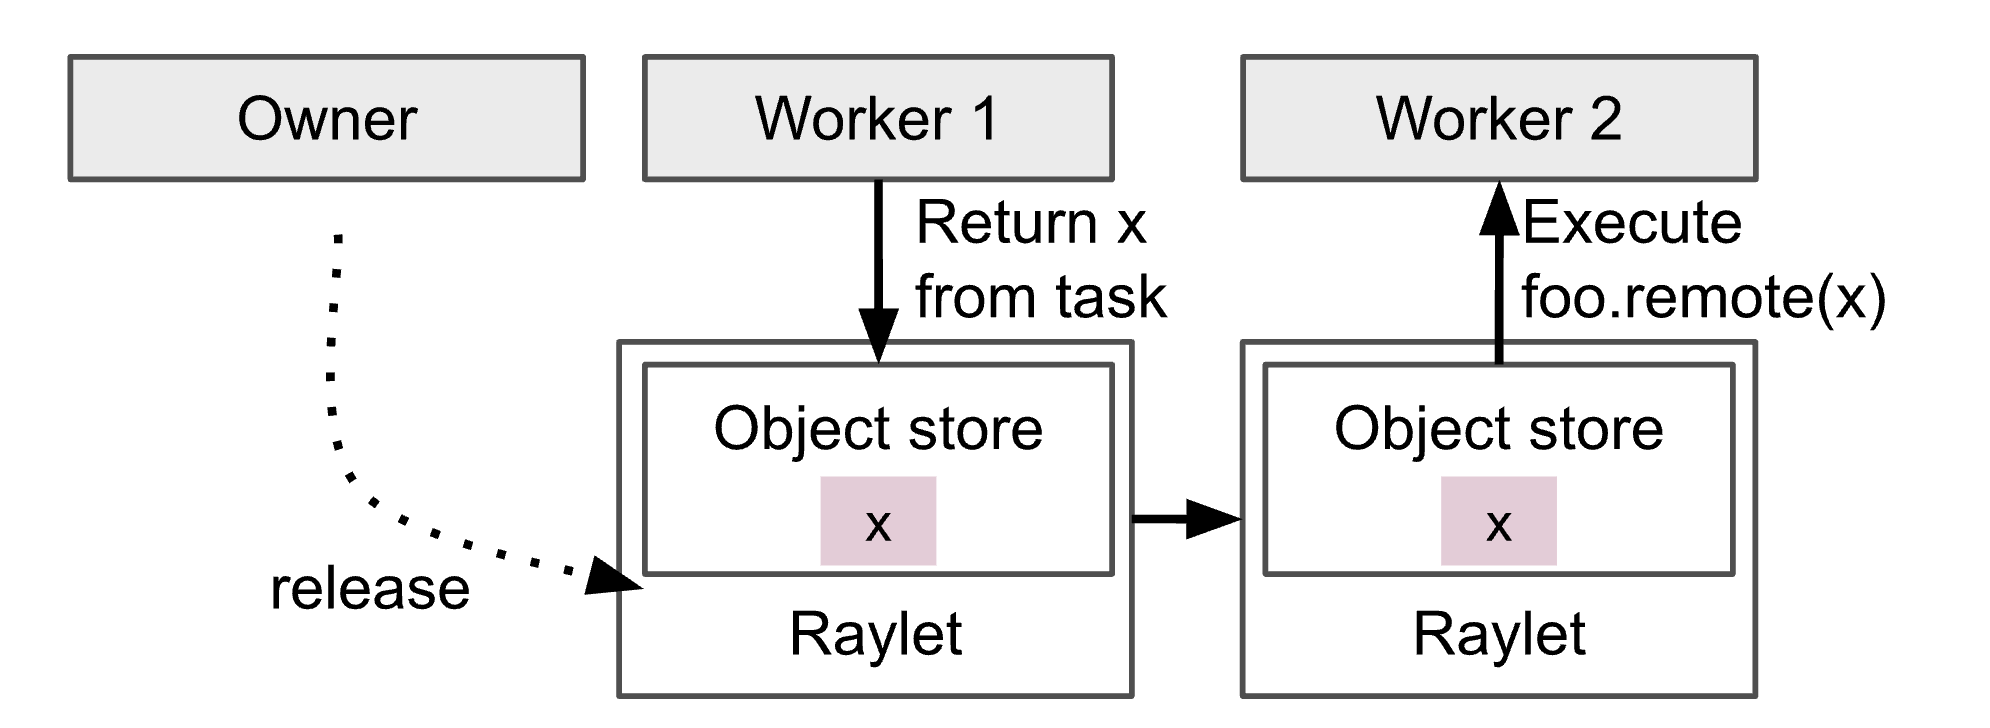 Owner
Worker 1
Worker 2
Return x
from task
Execute
foo.remote(x)
Object store
x
Raylet
Object store
x
Raylet
release